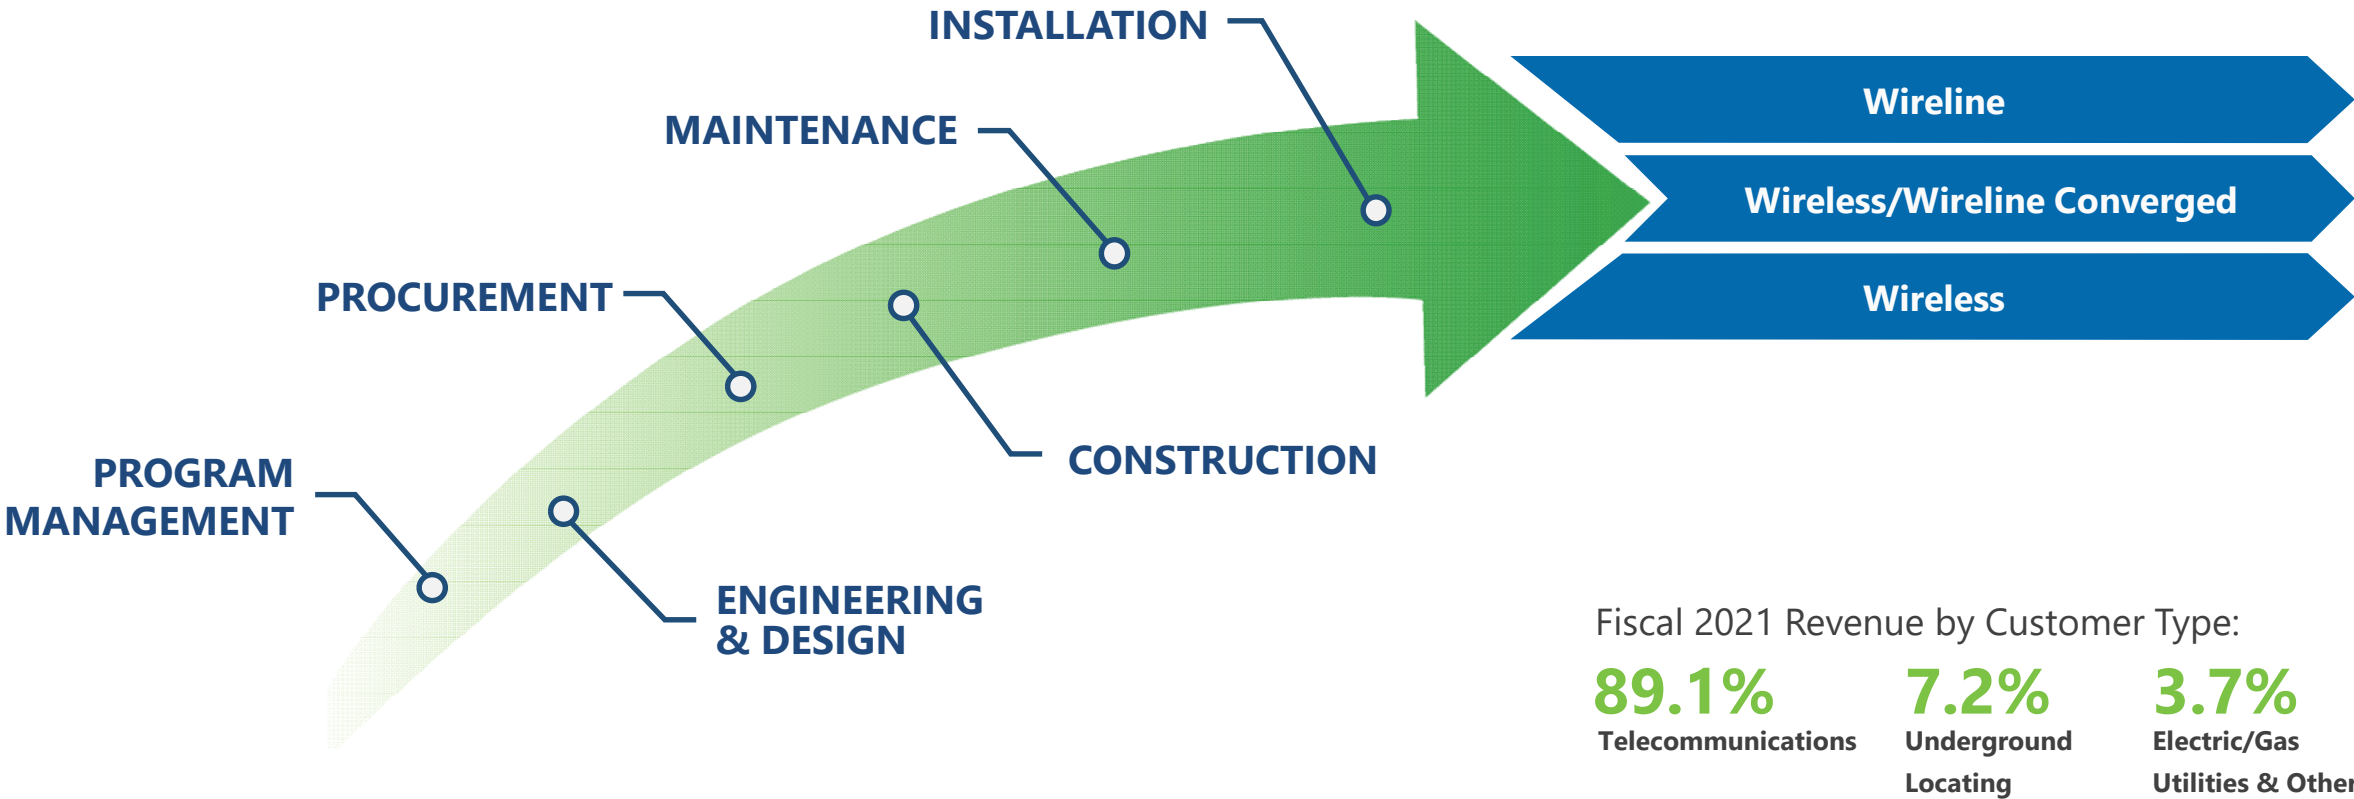 INSTALLATION
MAINTENANCE
PROCUREMENT
PROGRAM
MANAGEMENT
CONSTRUCTION
ENGINEERING
& DESIGN
Wireline
Wireless/Wireline Converged
Wireless
Fiscal 2021 Revenue by Customer Type:
89.1%
Telecommunications
7.2%
Underground
Locating
3.7%
Electric/Gas
Utilities & Other